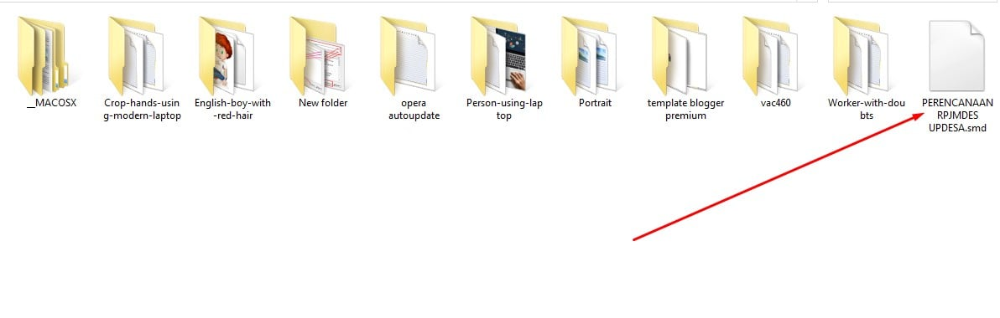 __MACOSX
Crop-hands-usin
g-modern-laptop
English-boy-with
-red-hair
New folder
opera
autoupdate
Person-using-lap
top
Portrait
template blogger
premium
vac460
Worker-with-dou
bts
PERENCANAAN
RPJMDES
UPDESA.smd